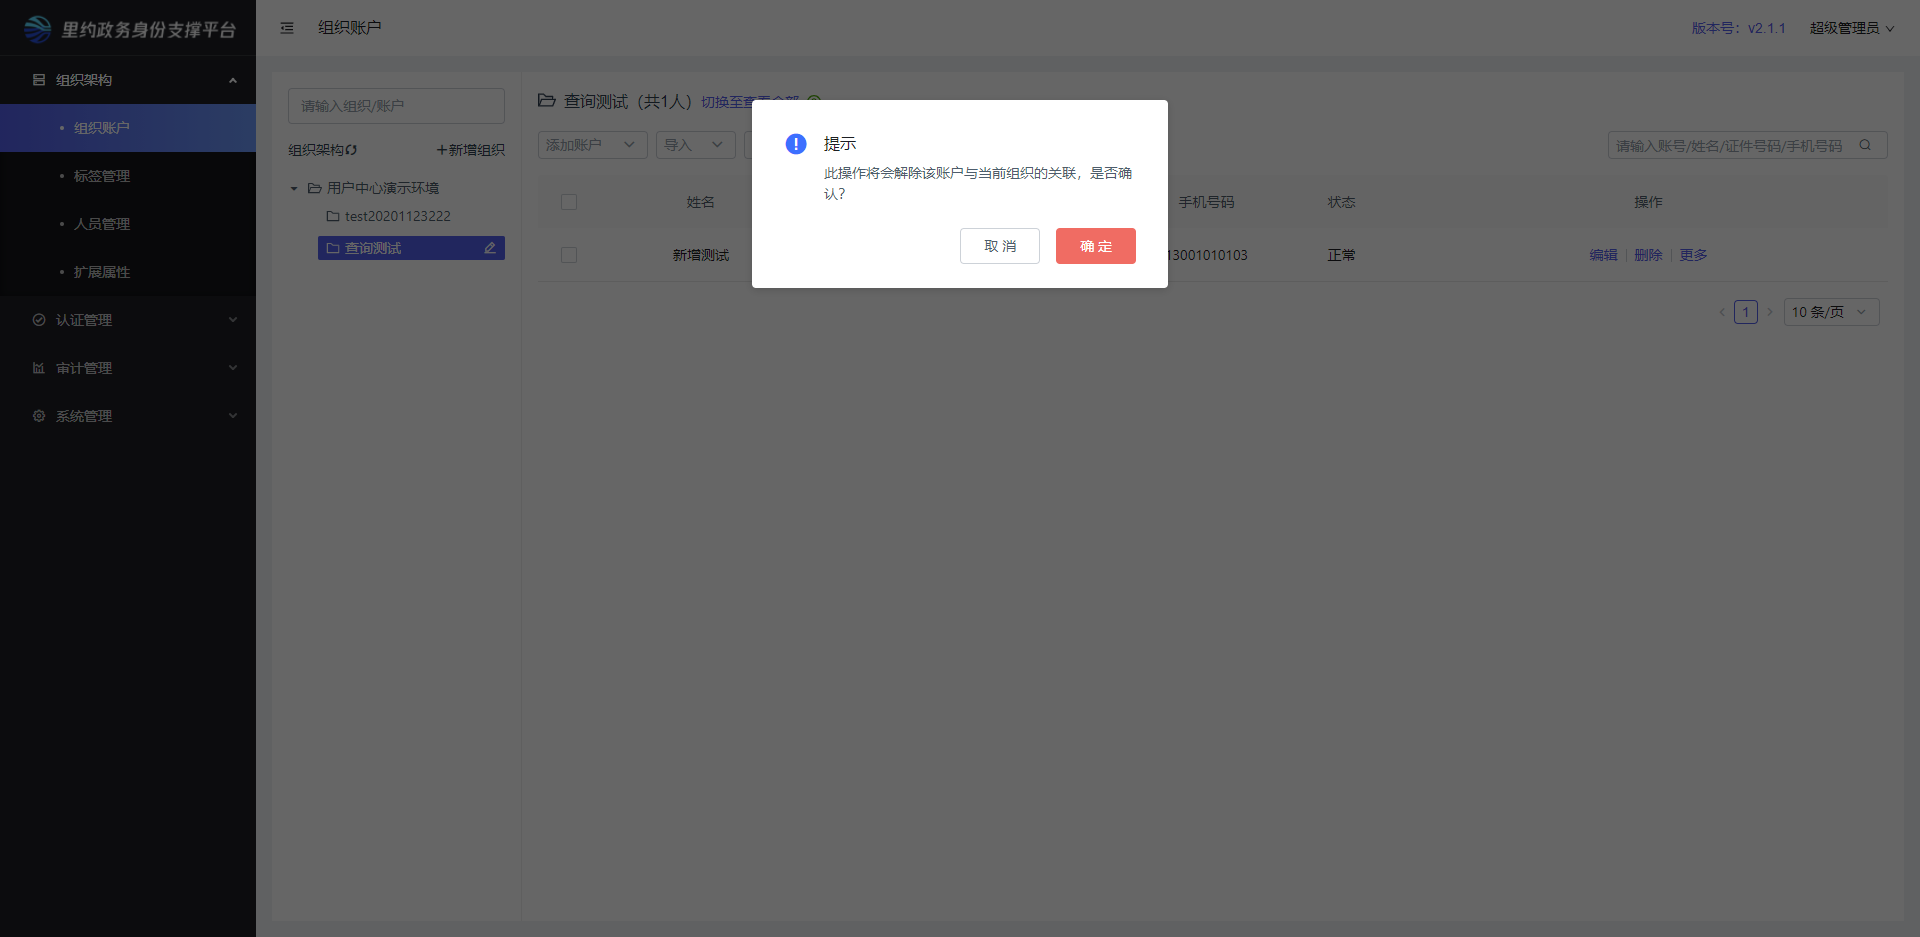 里约政务身份支撑平台
组织账户
版本号：v2.1.1
超级管理员
组织架构
组织账户
标签管理
人员管理
扩展属性
认证管理
审计管理
系统管理
请输入组织/账户
组织架构
新增组织
用户中心演示环境
test20201123222
查询测试
查询测试（共1人）
切换至查看全部
添加账户
导入
请输入账号/姓名/证件号码/手机号码
姓名
手机号码
状态
操作
新增测试
13001010103
正常
编辑
删除
更多
1
10 条/页
提示
此操作将会解除该账户与当前组织的关联，是否确
认？
取 消
确 定